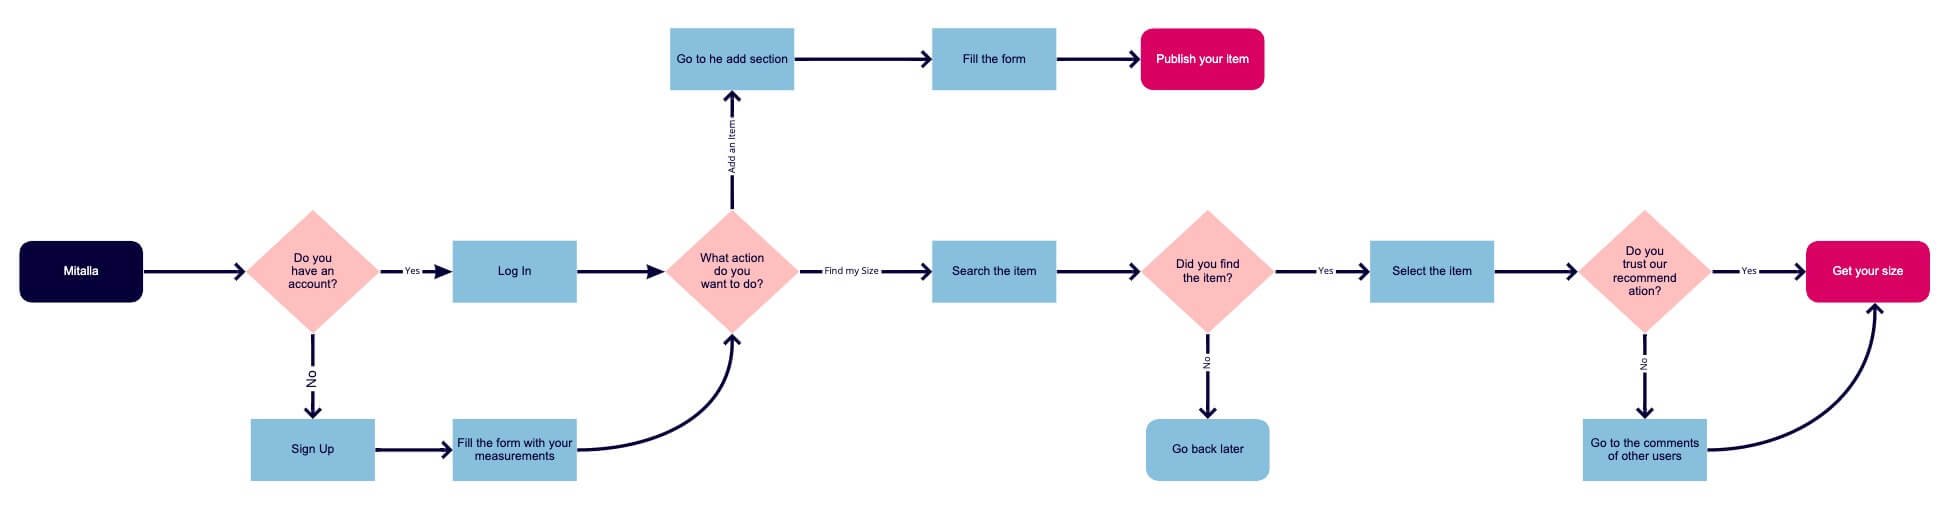 Go to he add section
Fill the form
Publish your item
Add an Item
Mitalla
Do you
have an
account?
Yes
Log In
What action
do you
want to do?
Find my Size
Search the item
Did you find
the item?
Yes
Select the item
Do you
trust our
recommend
ation?
Yes
Get your size
No
No
No
Sign Up
Fill the form with your
measurements
Go back later
Go to the comments
of other users